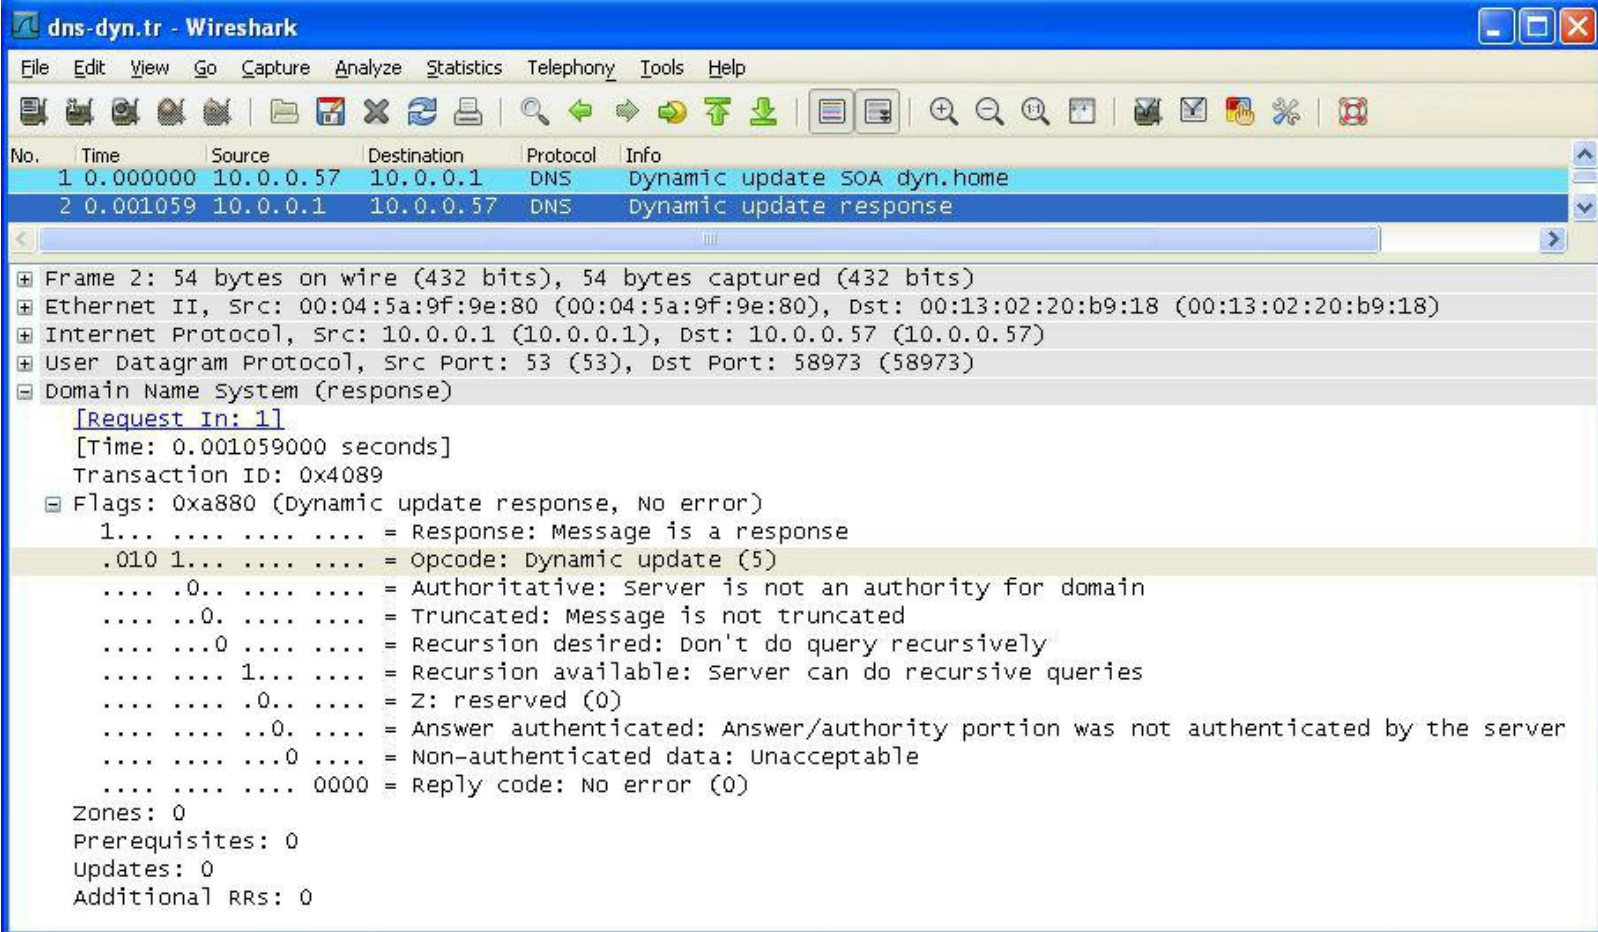 dns-dyn.tr - Wireshark
File Edit View Go Capture Analyze Statistics Telephony Tools Help
No. Time Source Destination Protocol Info
1 0.000000 10.0.0.57 10.0.0.1 DNS Dynamic update SOA dyn.home
2 0.001059 10.0.0.1 10.0.0.57 DNS Dynamic update response
Frame 2: 54 bytes on wire (432 bits), 54 bytes captured (432 bits)
Ethernet II, Src: 00:04:5a:9f:9e:80 (00:04:5a:9f:9e:80), Dst: 00:13:02:20:b9:18 (00:13:02:20:b9:18)
Internet Protocol, Src: 10.0.0.1 (10.0.0.1), Dst: 10.0.0.57 (10.0.0.57)
User Datagram Protocol, Src Port: 53 (53), Dst Port: 58973 (58973)
Domain Name System (response)
[Request In: 1]
[Time: 0.001059000 seconds]
Transaction ID: 0x4089
Flags: 0xa880 (Dynamic update response, No error)
1... .... .... .... = Response: Message is a response
.010 1... .... .... = Opcode: Dynamic update (5)
.... .0.. .... .... = Authoritative: Server is not an authority for domain
.... ..0. .... .... = Truncated: Message is not truncated
.... ...0 .... .... = Recursion desired: Don't do query recursively
.... .... 1... .... = Recursion available: Server can do recursive queries
.... .... .0.. .... = Z: reserved (0)
.... .... ..0. .... = Answer authenticated: Answer/authority portion was not authenticated by the server
.... .... ...0 .... = Non-authenticated data: Unacceptable
.... .... .... 0000 = Reply code: No error (0)
Zones: 0
Prerequisites: 0
Updates: 0
Additional RRs: 0